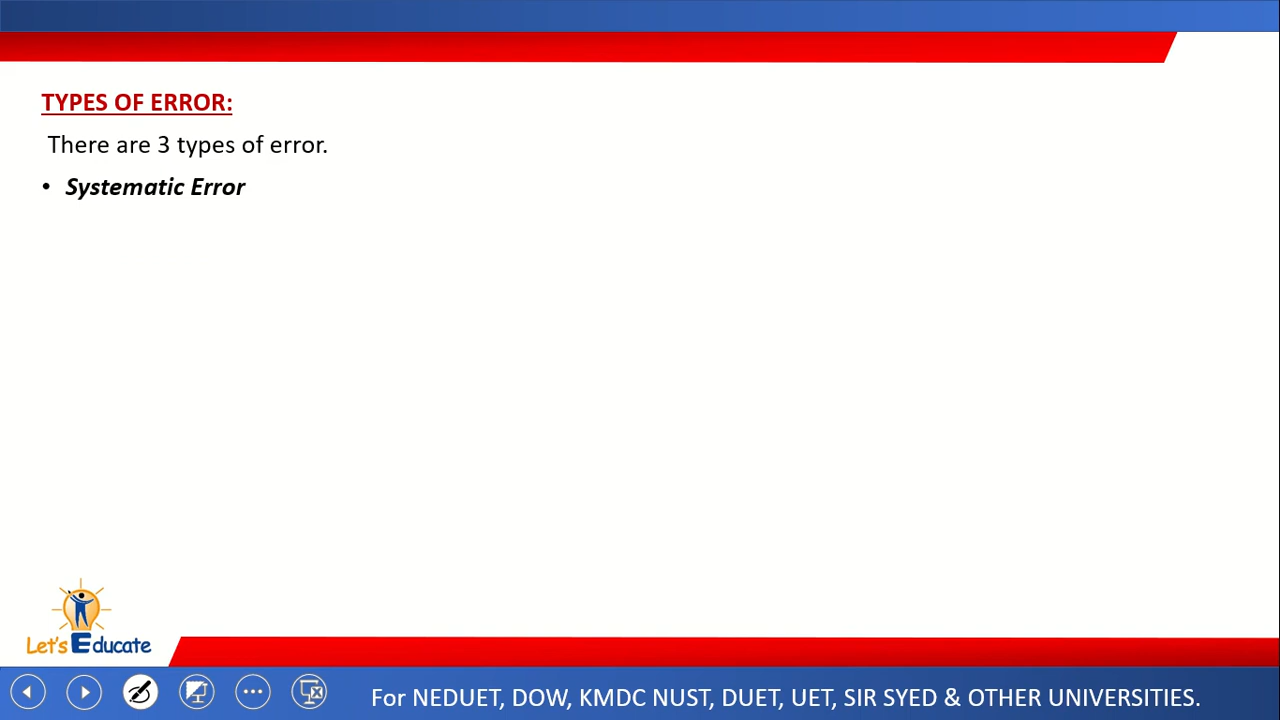 TYPES OF ERROR:
There are 3 types of error.
• Systematic Error
Let's Educate
For NEDUET, DOW, KMDC NUST, DUET, UET, SIR SYED & OTHER UNIVERSITIES.